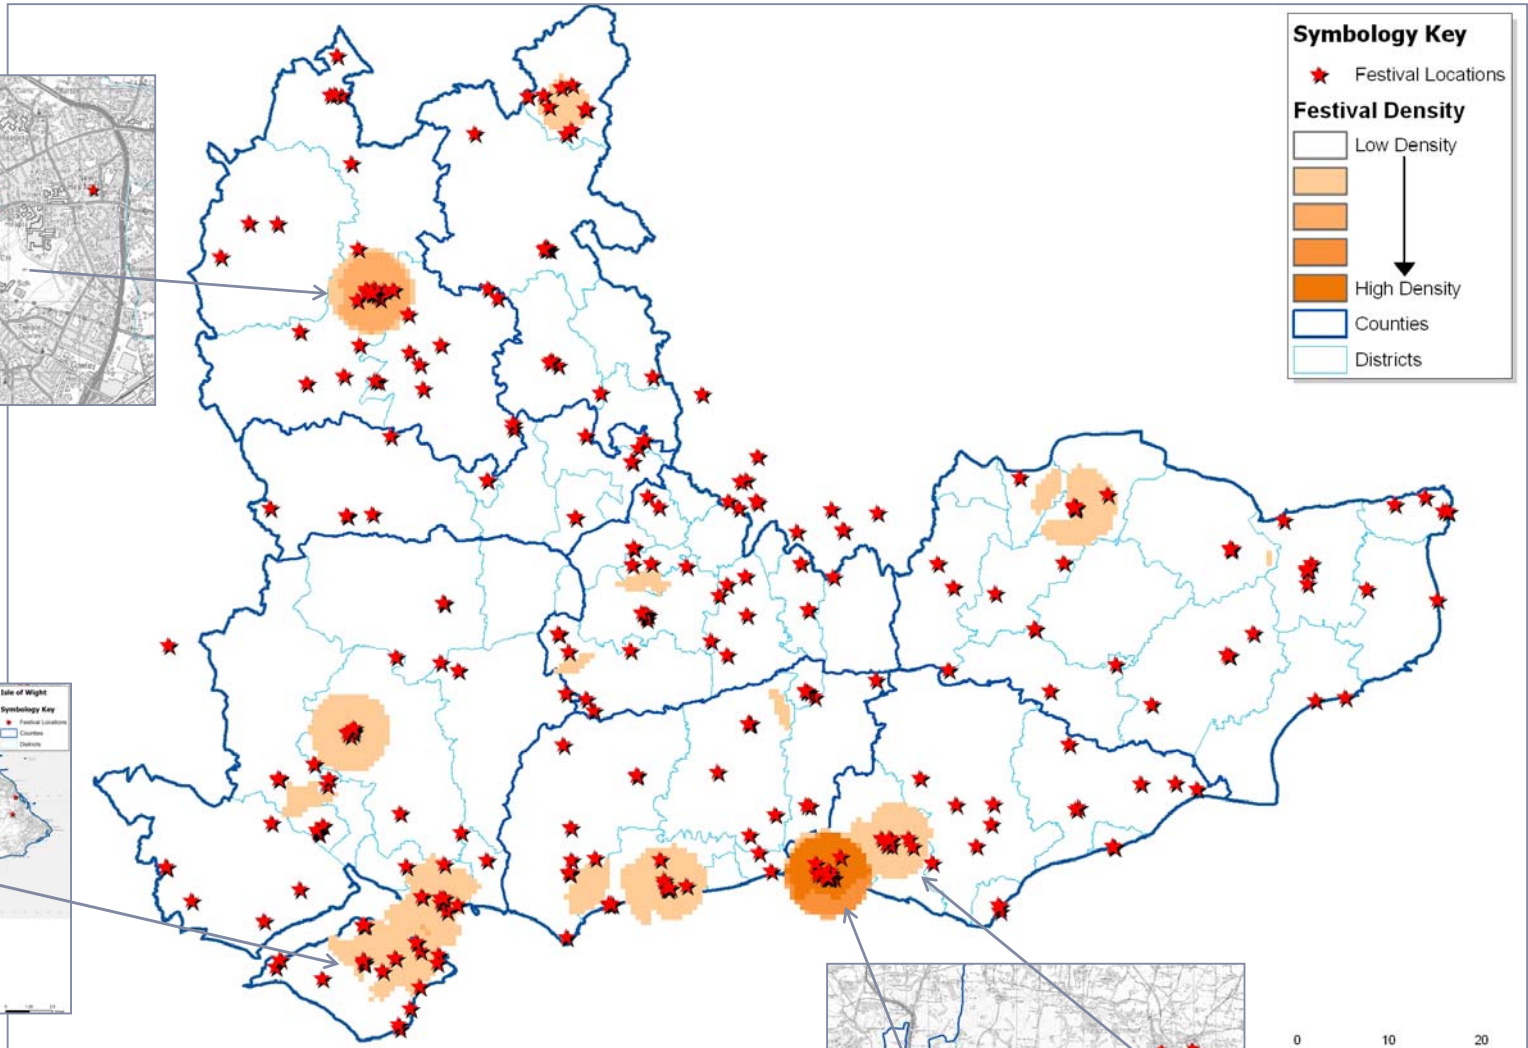 Symbology Key
Festival Locations
Festival Density
Low Density
High Density
Counties
Districts
Isle of Wight
Symbology Key
Festival Locations
Counties
Districts
0 10 20